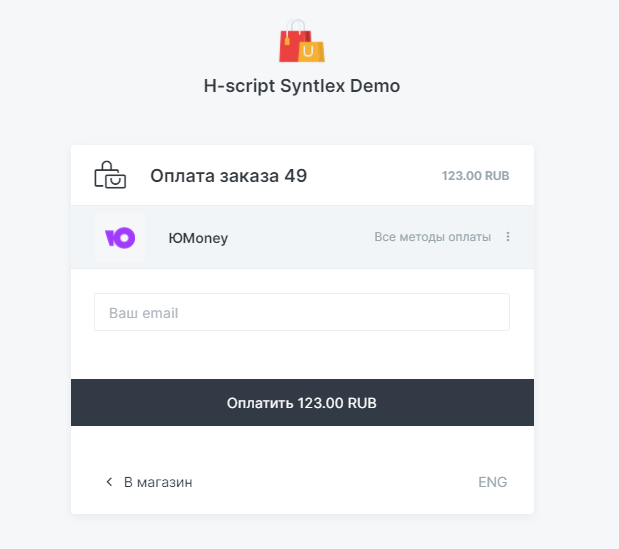 H-script Syntlex Demo
Оплата заказа 49
123.00 RUB
ЮMoney
Все методы оплаты
Ваш email
Оплатить 123.00 RUB
В магазин
ENG